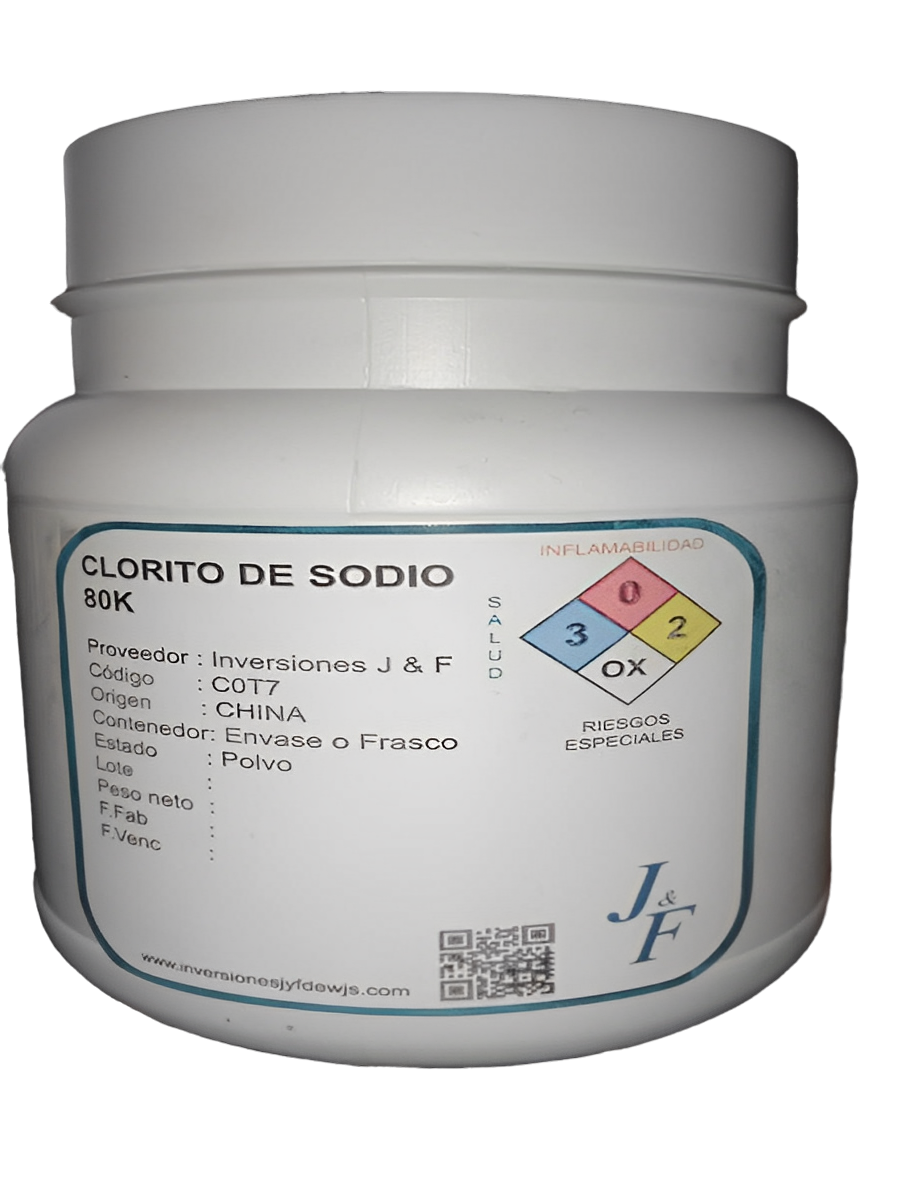 CLORITO DE SODIO
80K
INFLAMABILIDAD
SALUD
0
3
2
OX
RIESGOS
ESPECIALES
Proveedor : Inversiones J & F
Código : C0T7
Origen : CHINA
Contenedor: Envase o Frasco
Estado : Polvo
Lote :
Peso neto :
F.Fab :
F.Venc :
J&F
www.inversionesjyfdewjs.com